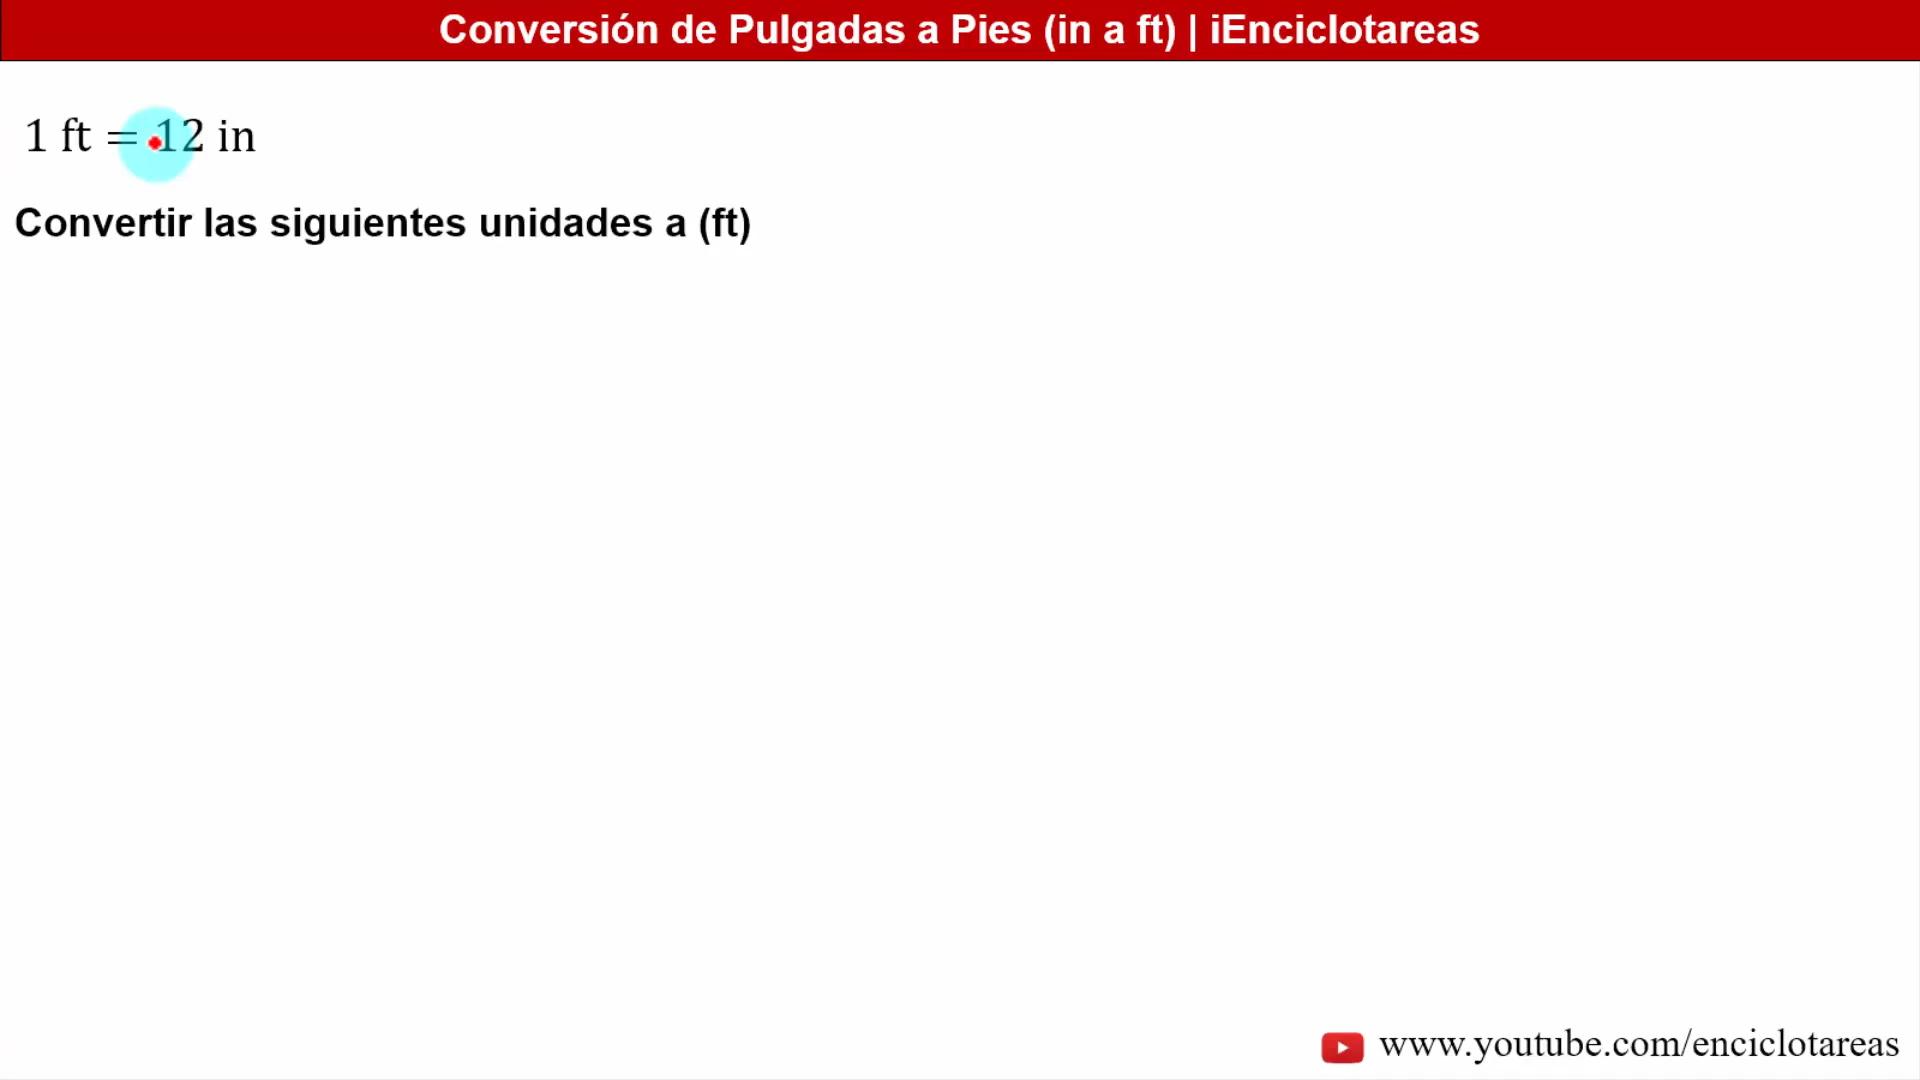 Conversión de Pulgadas a Pies (in a ft) | iEnciclotareas
1 ft = 12 in
Convertir las siguientes unidades a (ft)
www.youtube.com/enciclotareas